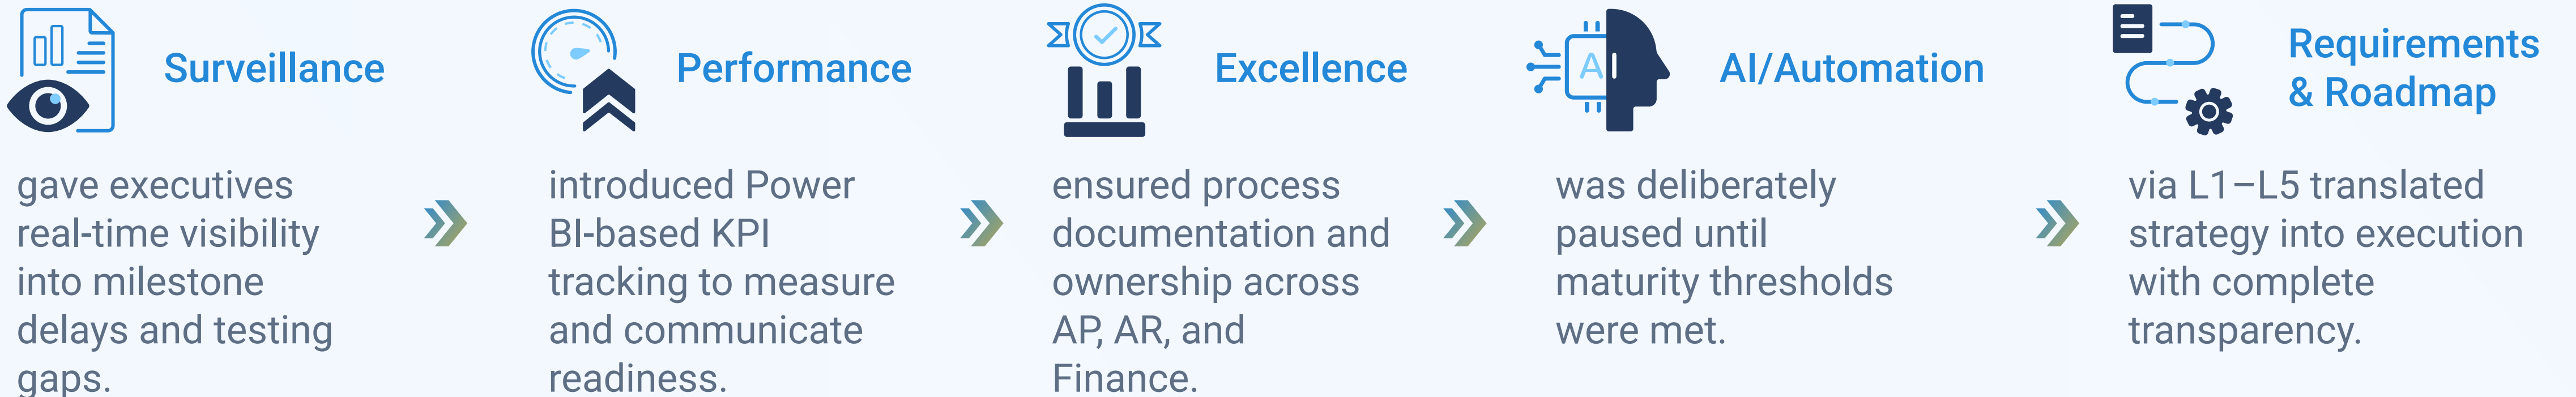 Surveillance
gave executives
real-time visibility
into milestone
delays and testing
gaps.
Performance
introduced Power
BI-based KPI
tracking to measure
and communicate
readiness.
Excellence
ensured process
documentation and
ownership across
AP, AR, and
Finance.
AI
AI/Automation
was deliberately
paused until
maturity thresholds
were met.
Requirements
& Roadmap
via L1–L5 translated
strategy into execution
with complete
transparency.